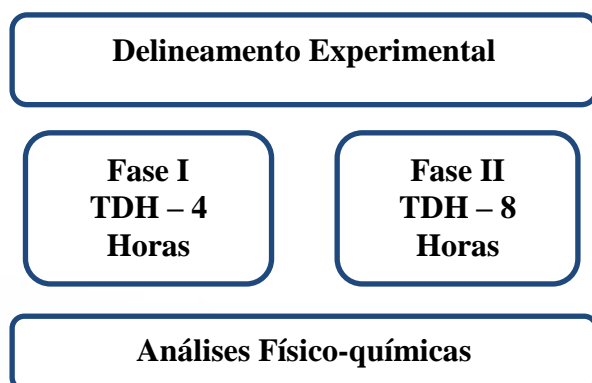 Delineamento Experimental
Fase I
TDH – 4
Horas
Fase II
TDH – 8
Horas
Análises Físico-químicas